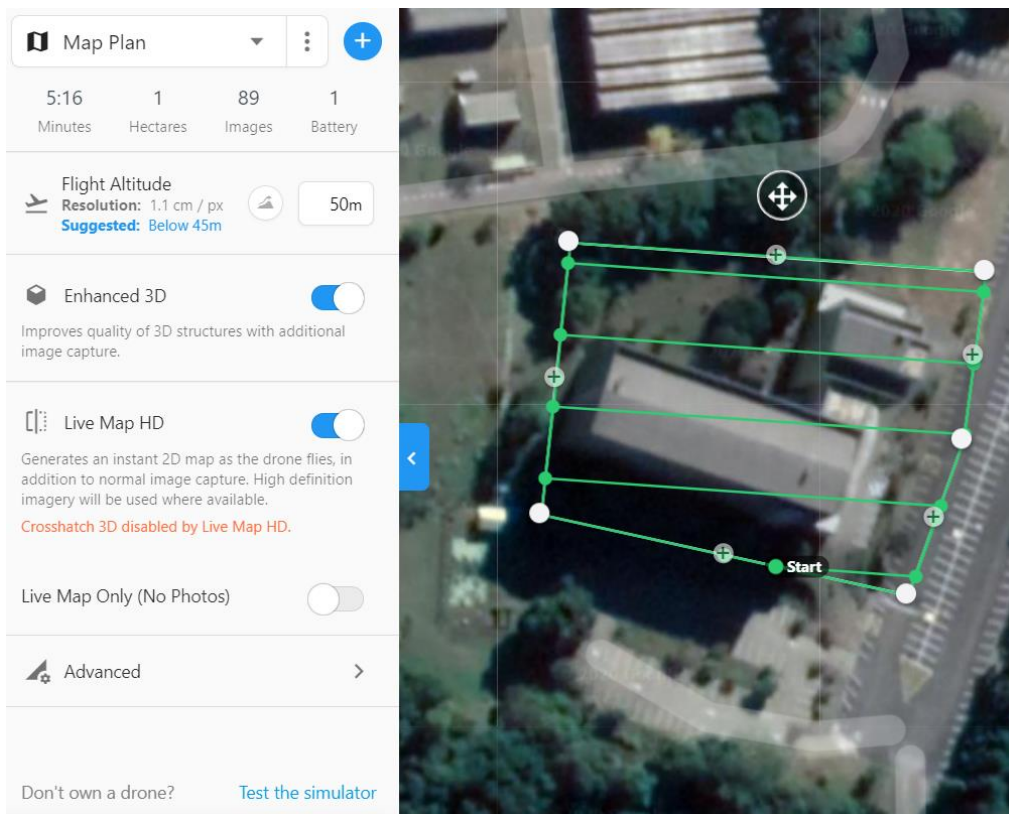 Map Plan
5:16 1 89 1
Minutes Hectares Images Battery
Flight Altitude
Resolution: 1.1 cm / px
Suggested: Below 45m
50m
Enhanced 3D
Improves quality of 3D structures with additional
image capture.
Live Map HD
Generates an instant 2D map as the drone flies, in
addition to normal image capture. High definition
imagery will be used where available.
Crosshatch 3D disabled by Live Map HD.
Live Map Only (No Photos)
Advanced
Don't own a drone? Test the simulator
Start